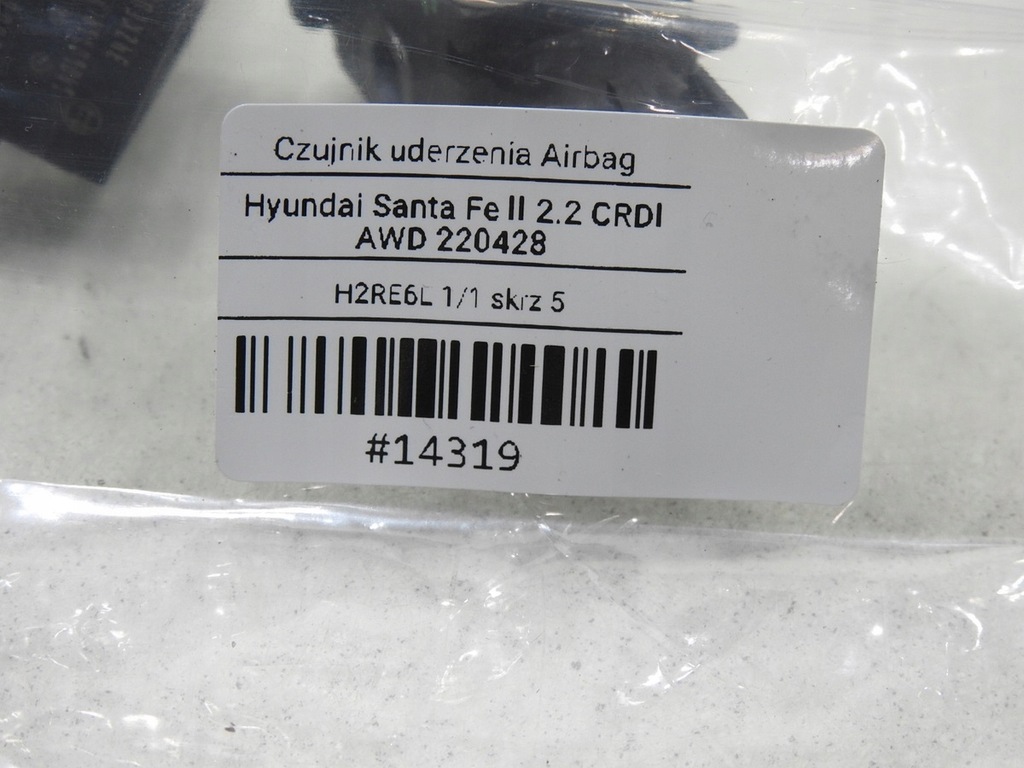 Czujnik uderzenia Airbag
Hyundai Santa Fe II 2.2 CRDI
AWD 220428
H2RE6L 1/1 skrz 5
#14319